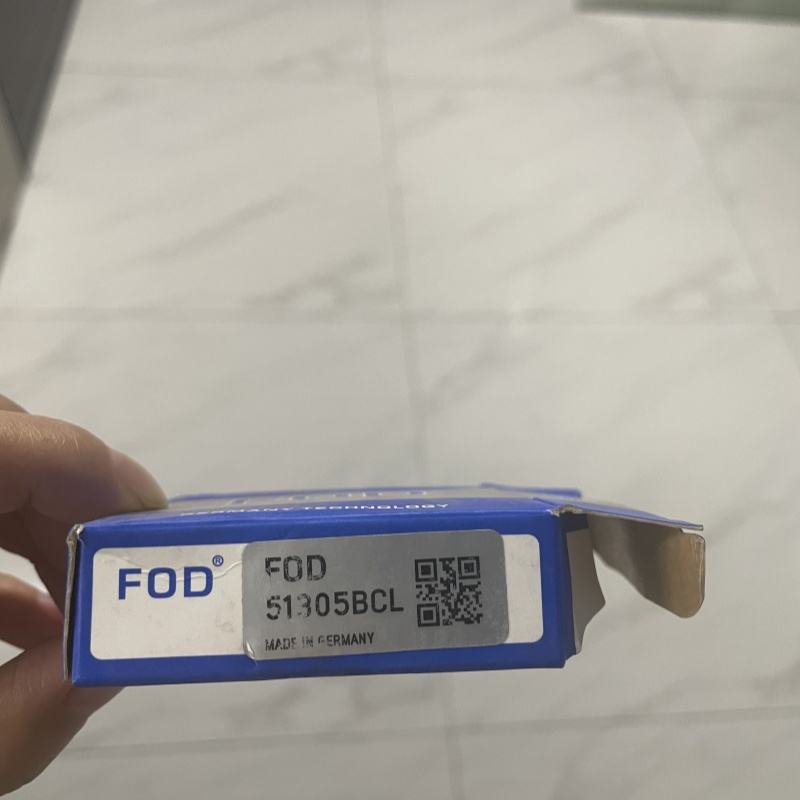 GERMANY TECHNOLOGY
FOD®
FOD
51305BCL
MADE IN GERMANY